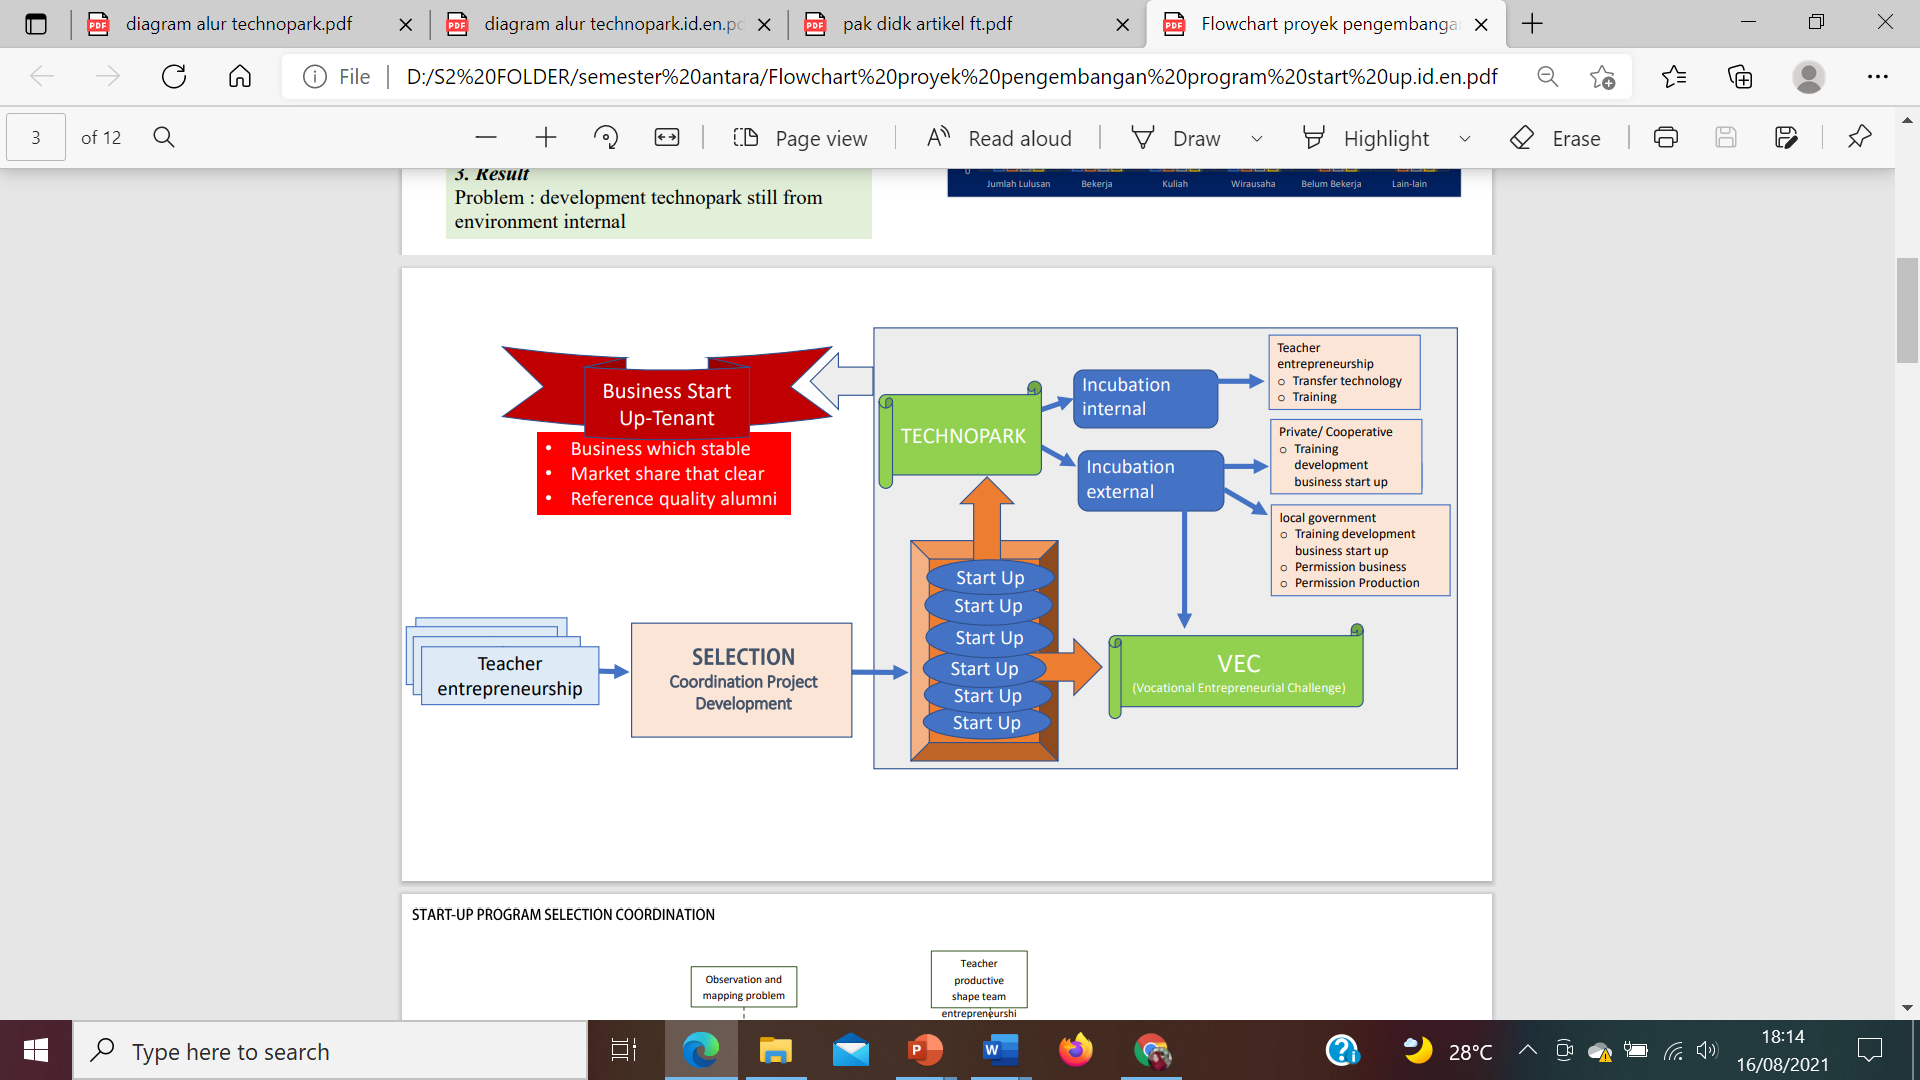 diagram alur technopark.pdf
diagram alur technopark.id.en.pd
pak didk artikel ft.pdf
Flowchart proyek pengembanga
File
D:/S2%20FOLDER/semester%20antara/Flowchart%20proyek%20pengembangan%20program%20start%20up.id.en.pdf
3
of 12
Page view
Read aloud
Draw
Highlight
Erase
3. Result
Problem : development technopark still from
environment internal
0
Jumlah Lulusan
Bekerja
Kuliah
Wirausaha
Belum Bekerja
Lain-lain
Business Start
Up-Tenant
• Business which stable
• Market share that clear
• Reference quality alumni
TECHNOPARK
Incubation
internal
Incubation
external
Teacher
entrepreneurship
o Transfer technology
o Training
Private/ Cooperative
o Training
development
business start up
local government
o Training development
business start up
o Permission business
o Permission Production
Start Up
Start Up
Start Up
Start Up
Start Up
Start Up
Teacher
entrepreneurship
SELECTION
Coordination Project
Development
VEC
(Vocational Entrepreneurial Challenge)
START-UP PROGRAM SELECTION COORDINATION
Observation and
mapping problem
Teacher
productive
shape team
entrepreneurshi
Type here to search
28°C
18:14
16/08/2021